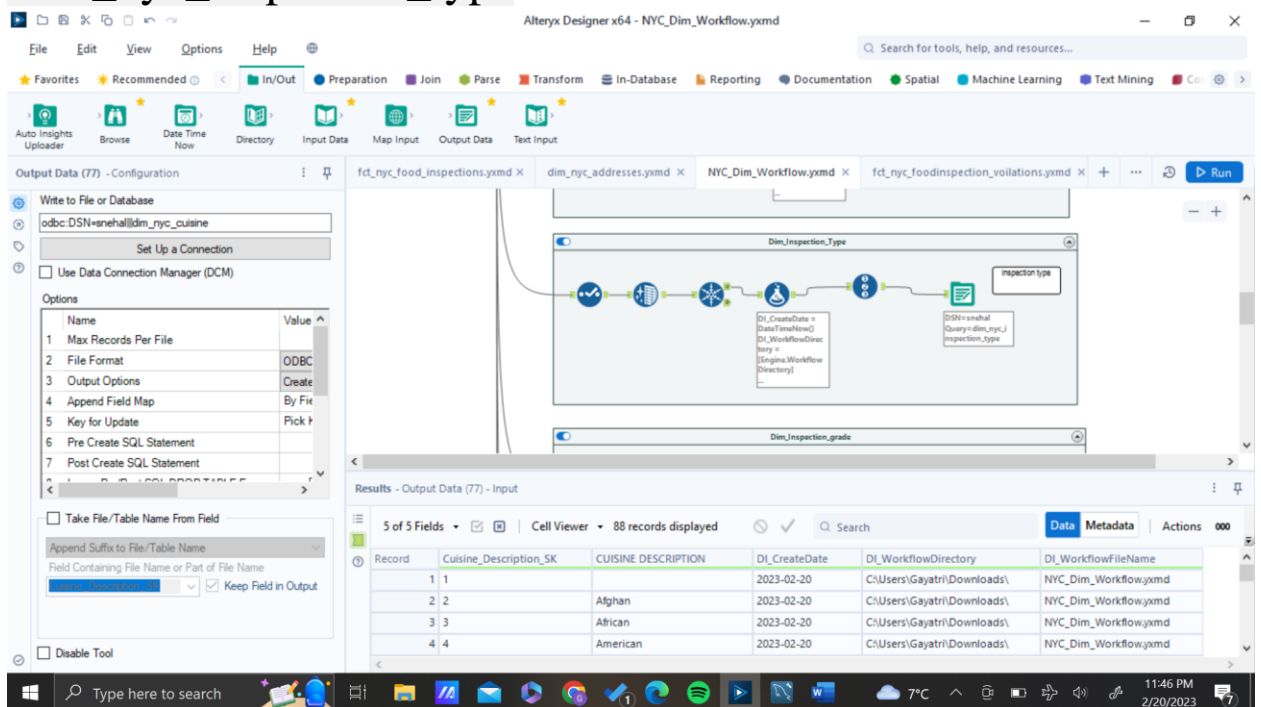 Alteryx Designer x64 - NYC_Dim_Workflow.yxmd
File Edit View Options Help
Search for tools, help, and resources...
Favorites Recommended In/Out Preparation Join Parse Transform In-Database Reporting Documentation Spatial Machine Learning Text Mining Co
Auto Insights Uploader Browse Date Time Now Directory Input Data Map Input Output Data Text Input
Output Data (77) - Configuration
fct_nyc_food_inspections.yxmd dim_nyc_addresses.yxmd NYC_Dim_Workflow.yxmd fct_nyc_foodinspection_voilations.yxmd
Run
Write to File or Database
odbc:DSN=snehal|||dim_nyc_cuisine
Set Up a Connection
Use Data Connection Manager (DCM)
Options
Name Value
1 Max Records Per File
2 File Format ODBC
3 Output Options Create
4 Append Field Map By Fie
5 Key for Update Pick
6 Pre Create SQL Statement
7 Post Create SQL Statement
Take File/Table Name From Field
Append Suffix to File/Table Name
Field Containing File Name or Part of File Name
Cuisine_Description_SK
Keep Field in Output
Disable Tool
Dim_Inspection_Type
Inspection type
DI_CreateDate =
DateTimeNow()
DI_WorkflowDirec
tory =
[Engine.Workflow
Directory]
...
DSN=snehal
Query=dim_nyc_i
nspection_type
Dim_Inspection_grade
Results - Output Data (77) - Input
5 of 5 Fields Cell Viewer 88 records displayed Search Data Metadata Actions 000
Record Cuisine_Description_SK CUISINE DESCRIPTION DI_CreateDate DI_WorkflowDirectory DI_WorkflowFileName
1 1 2023-02-20 C:\Users\Gayatri\Downloads\ NYC_Dim_Workflow.yxmd
2 2 Afghan 2023-02-20 C:\Users\Gayatri\Downloads\ NYC_Dim_Workflow.yxmd
3 3 African 2023-02-20 C:\Users\Gayatri\Downloads\ NYC_Dim_Workflow.yxmd
4 4 American 2023-02-20 C:\Users\Gayatri\Downloads\ NYC_Dim_Workflow.yxmd
Type here to search
7°C
11:46 PM
2/20/2023